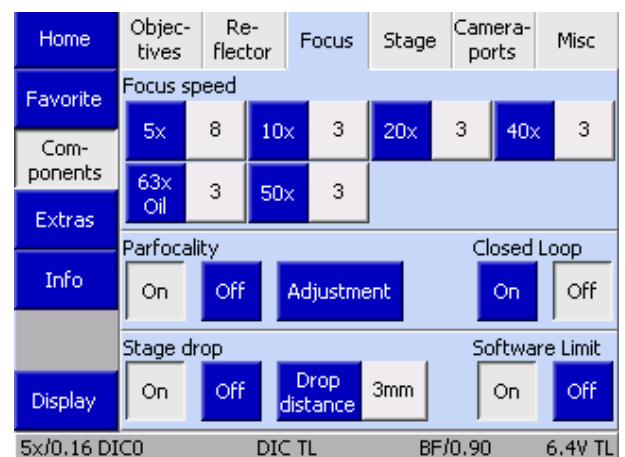 Home
Objec-
tives
Re-
flector
Focus
Stage
Camera-
ports
Misc
Favorite
Com-
ponents
Extras
Info
Display
Focus speed
5x 8 10x 3 20x 3 40x 3
63x
Oil
3 50x 3
Parfocality
On Off Adjustment
Closed Loop
On Off
Stage drop
On Off
Drop
distance
3mm
Software Limit
On Off
5x/0.16 DIC0 DIC TL BF/0.90 6.4V TL